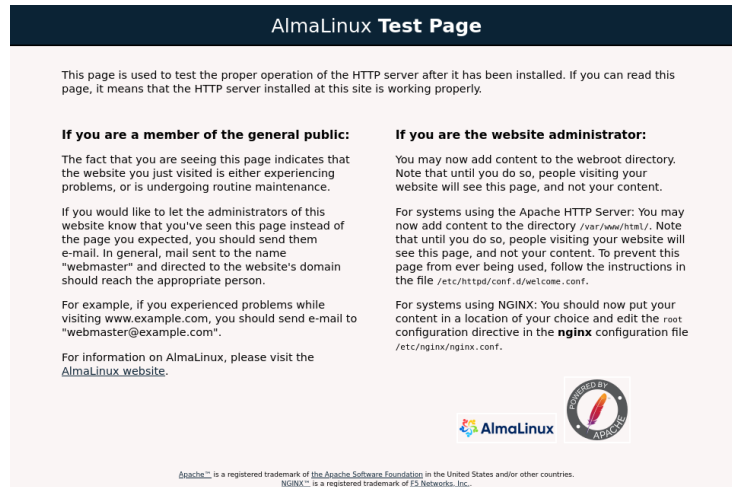 AlmaLinux Test Page
This page is used to test the proper operation of the HTTP server after it has been installed. If you can read this
page, it means that the HTTP server installed at this site is working properly.
If you are a member of the general public:
The fact that you are seeing this page indicates that
the website you just visited is either experiencing
problems, or is undergoing routine maintenance.
If you would like to let the administrators of this
website know that you've seen this page instead of
the page you expected, you should send them
e-mail. In general, mail sent to the name
"webmaster" and directed to the website's domain
should reach the appropriate person.
For example, if you experienced problems while
visiting www.example.com, you should send e-mail to
"webmaster@example.com".
For information on AlmaLinux, please visit the
AlmaLinux website.
If you are the website administrator:
You may now add content to the webroot directory.
Note that until you do so, people visiting your
website will see this page, and not your content.
For systems using the Apache HTTP Server: You may
now add content to the directory /var/www/html/. Note
that until you do so, people visiting your website will
see this page, and not your content. To prevent this
page from ever being used, follow the instructions in
the file /etc/httpd/conf.d/welcome.conf.
For systems using NGINX: You should now put your
content in a location of your choice and edit the root
configuration directive in the nginx configuration file
/etc/nginx/nginx.conf.
AlmaLinux
POWERED BY
APACHE
Apache™ is a registered trademark of the Apache Software Foundation in the United States and/or other countries.
NGINX™ is a registered trademark of F5 Networks, Inc..